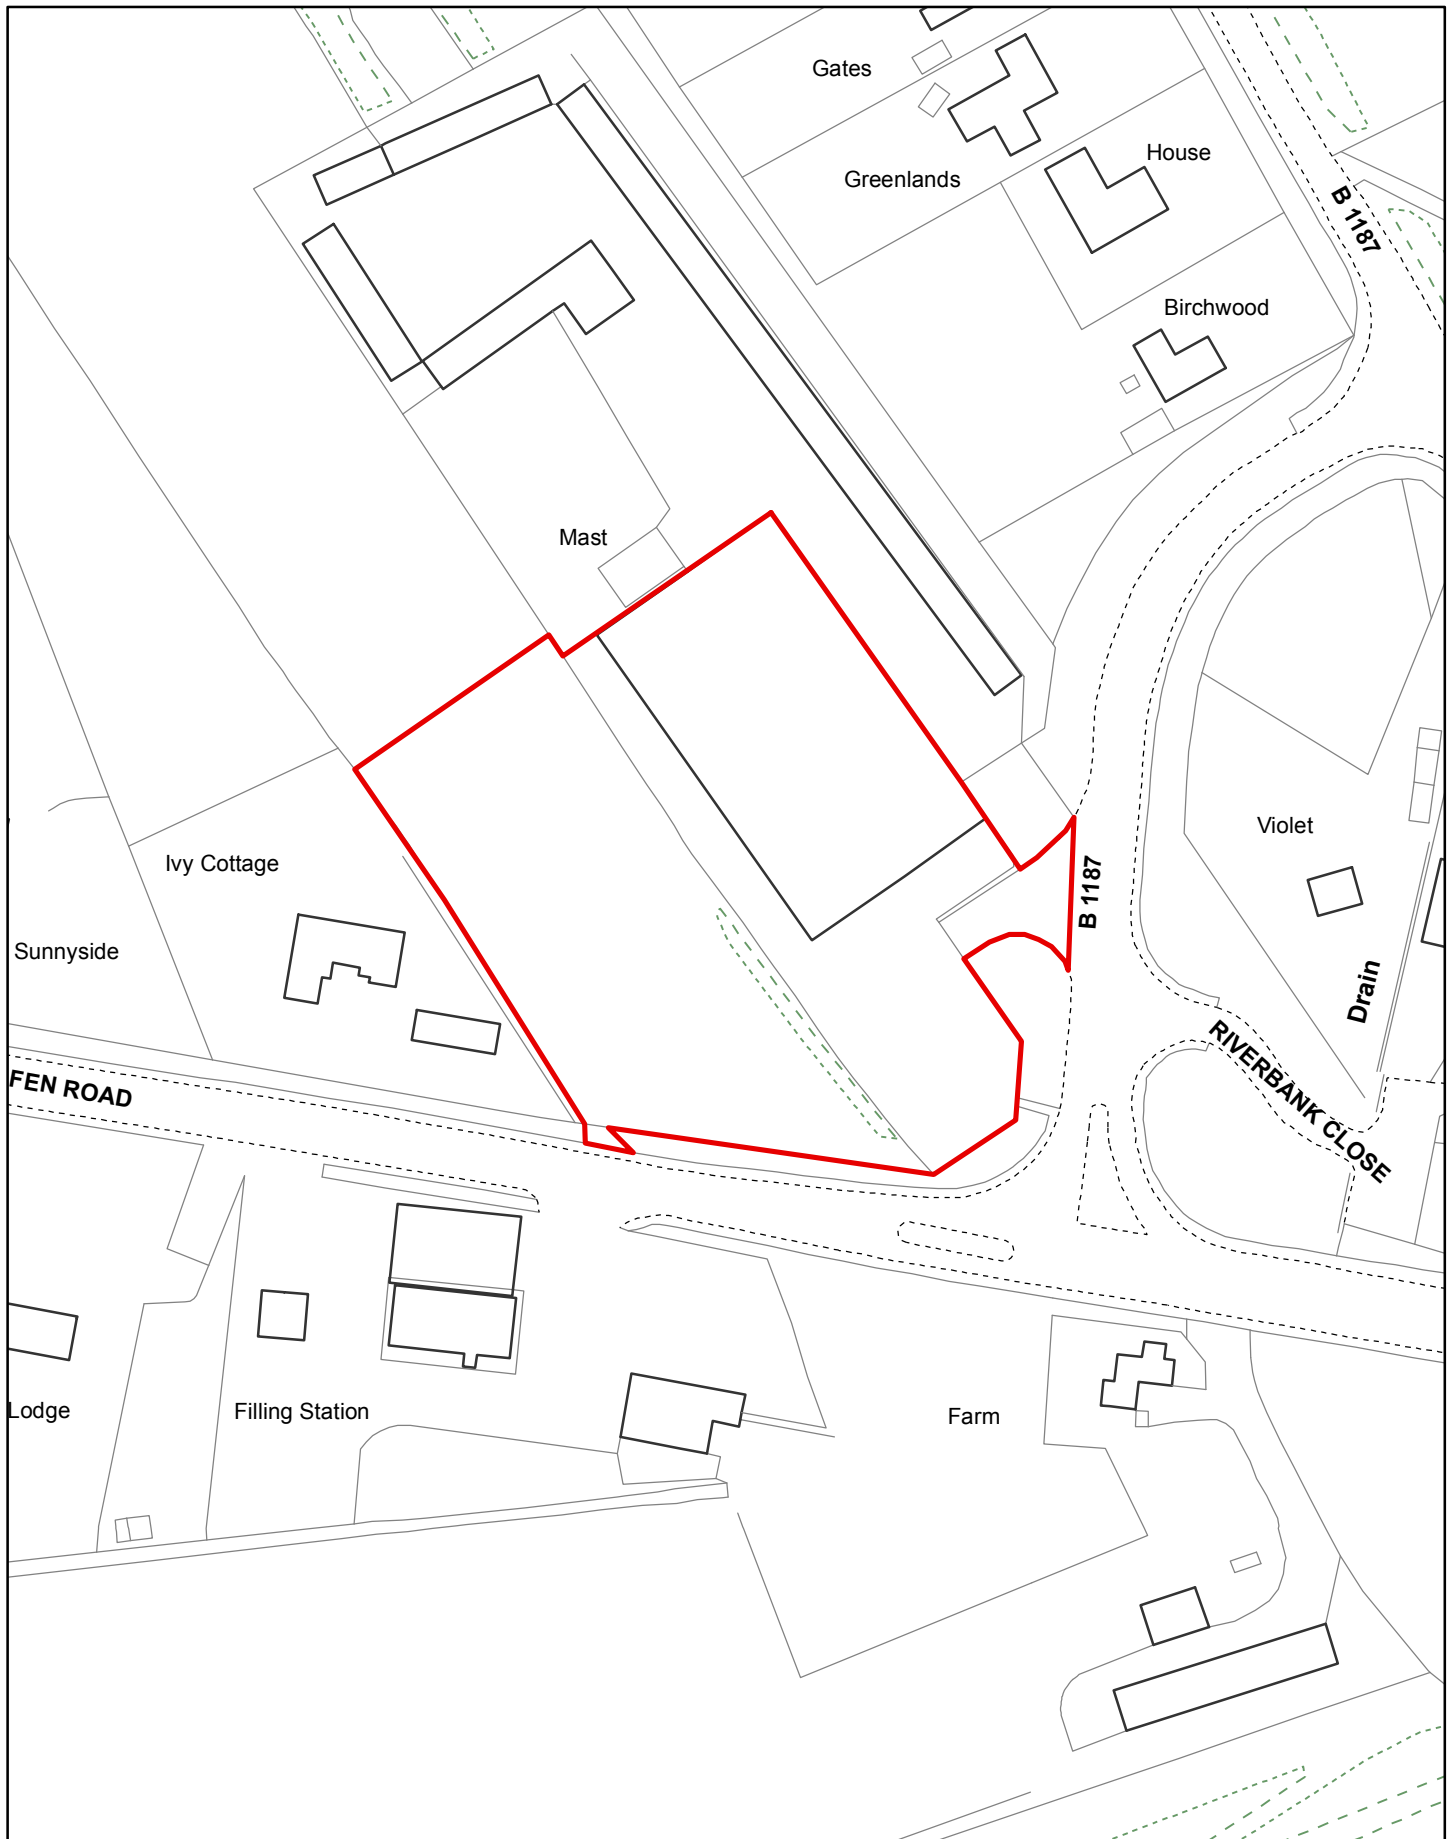 Gates
House
Greenlands
B 1187
Birchwood
Mast
Violet
Ivy Cottage
B 1187
Sunnyside
Drain
FEN ROAD
RIVERBANK CLOSE
Lodge
Filling Station
Farm